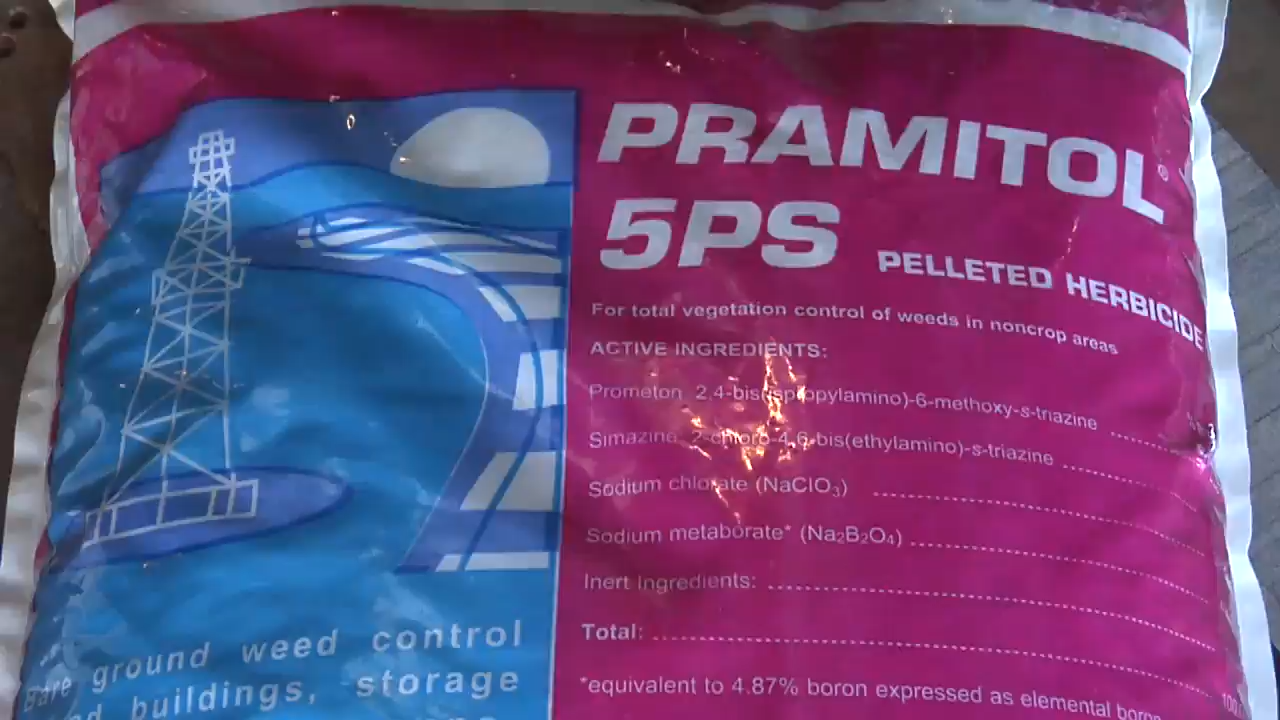 PRAMITOL®
5PS PELLETED HERBICIDE
For total vegetation control of weeds in noncrop areas
ACTIVE INGREDIENTS:
Prometon 2,4-bis(ispropylamino)-6-methoxy-s-triazine ..........
Simazine, 2-chloro-4,6-bis(ethylamino)-s-triazine ..........
Sodium chlorate (NaClO₃) ..........
Sodium metaborate* (Na₂B₂O₄) ..........
Inert Ingredients: ..........
Total: ..........
*equivalent to 4.87% boron expressed as elemental boron
Bare ground weed control
buildings, storage